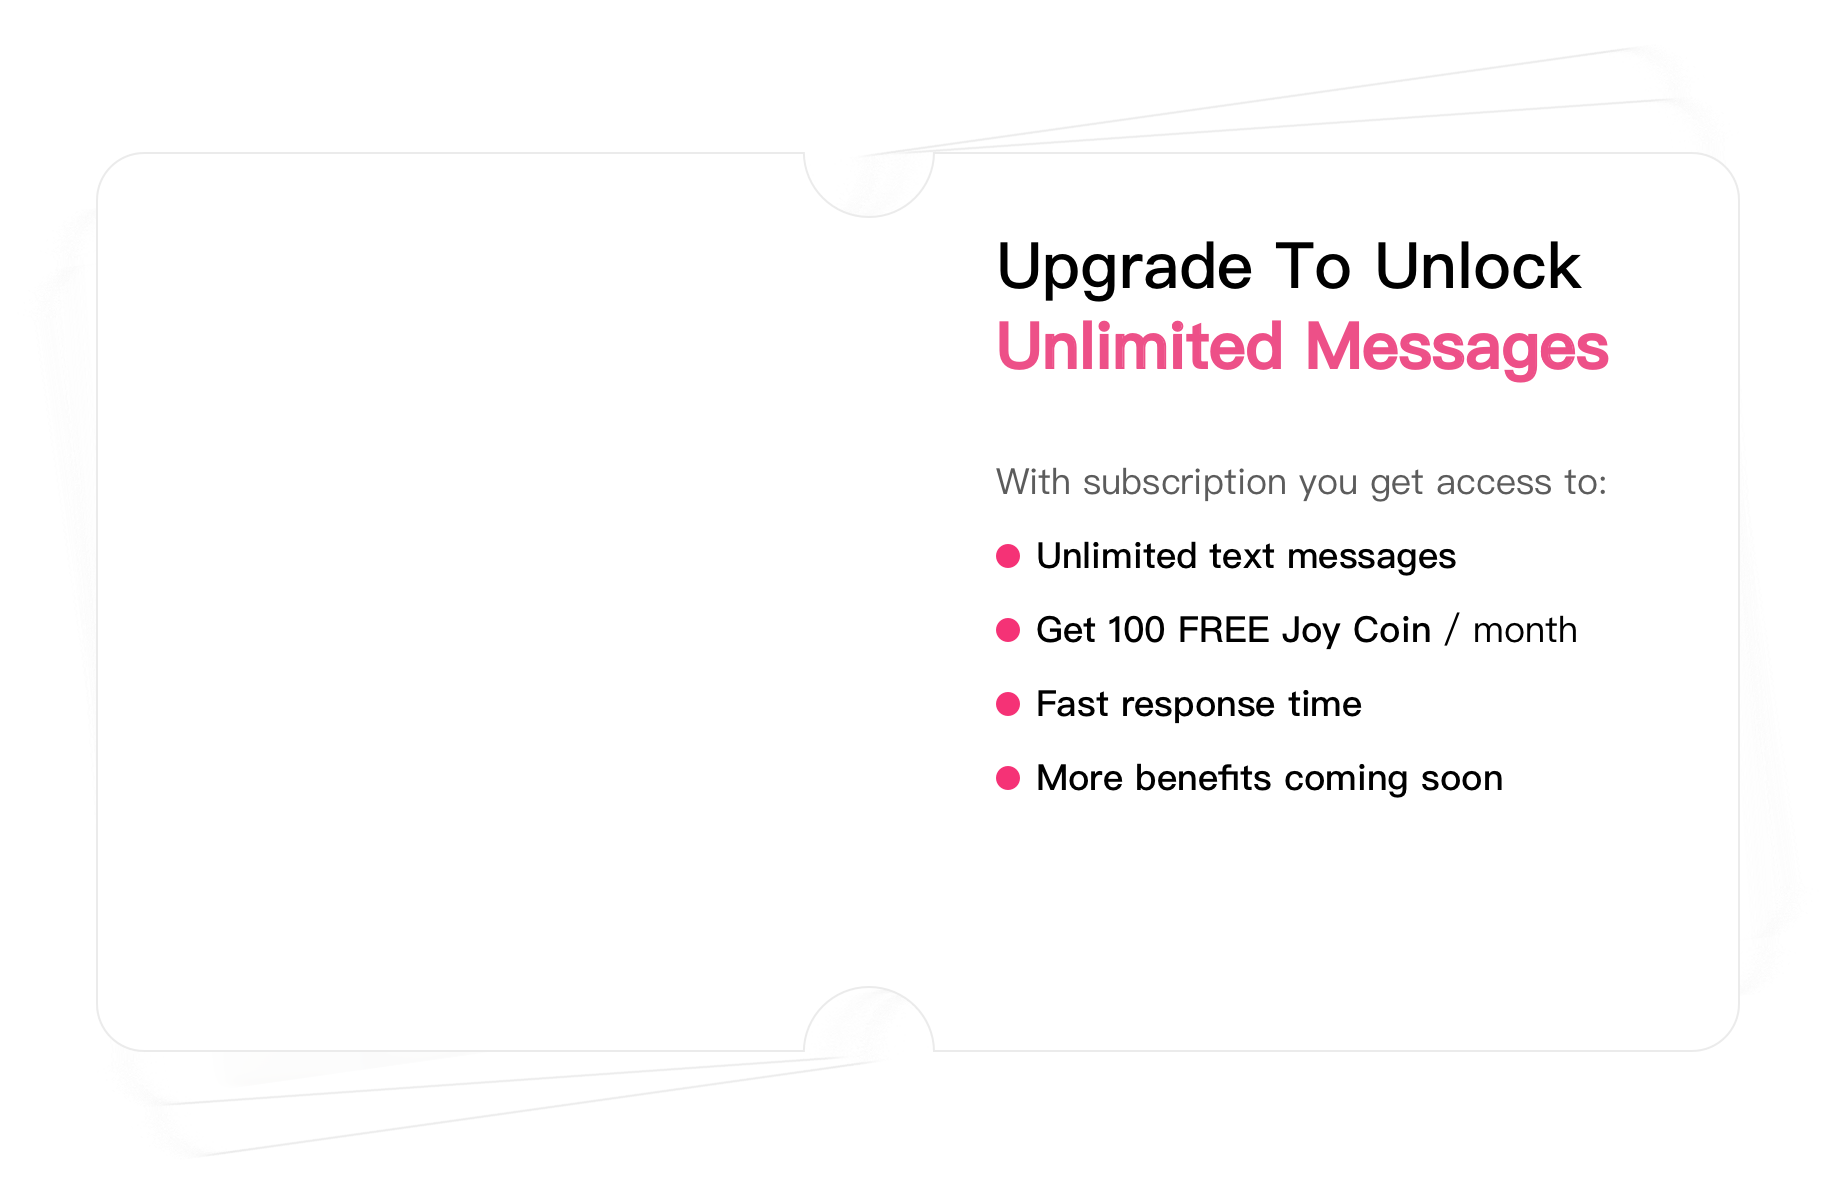 Upgrade To Unlock
Unlimited Messages
With subscription you get access to:
Unlimited text messages
Get 100 FREE Joy Coin / month
Fast response time
More benefits coming soon